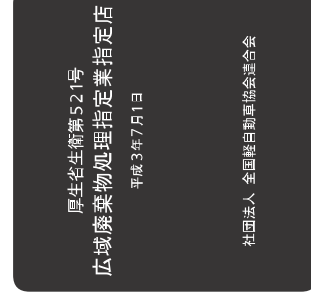 厚生省生衛第521号
広域廃棄物処理指定業指定店
平成3年7月1日
社団法人 全国軽自動車協会連合会